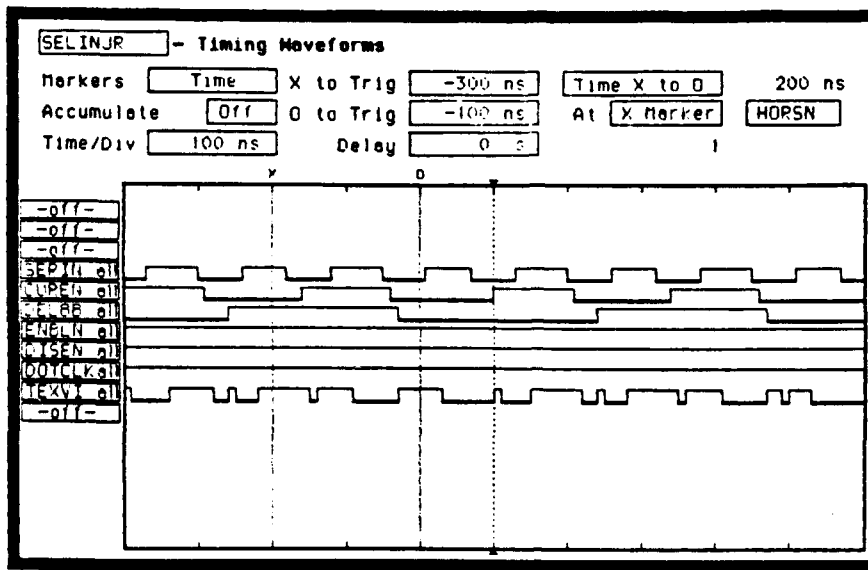 SELINJR - Timing Waveforms
Markers Time X to Trig -300 ns Time X to O 200 ns
Accumulate Off O to Trig -100 ns At X Marker HORSN
Time/Div 100 ns Delay 0 s 1
X O
-off-
-off-
-off-
SERIN all
CUPEN all
SEL88 all
ENBLN all
DISEN all
DOTCLK all
TEXVI all
-off-